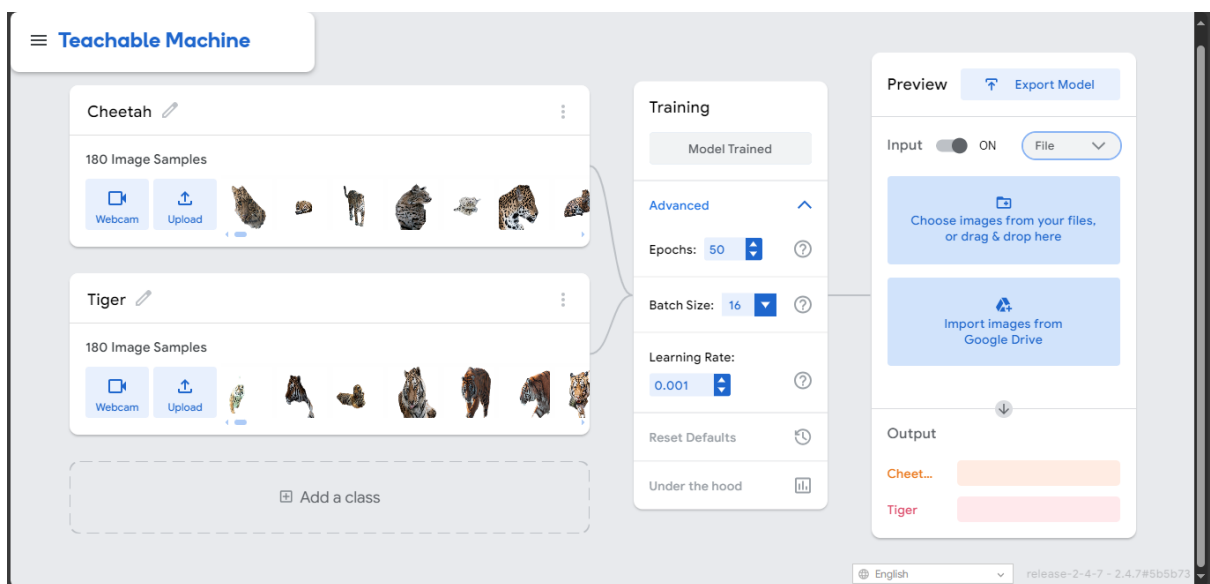 Teachable Machine
Cheetah
180 Image Samples
Webcam
Upload
Tiger
180 Image Samples
Webcam
Upload
Add a class
Training
Model Trained
Advanced
Epochs: 50
Batch Size: 16
Learning Rate:
0.001
Reset Defaults
Under the hood
Preview
Export Model
Input ON File
Choose images from your files,
or drag & drop here
Import images from
Google Drive
Output
Cheet...
Tiger
English
release-2-4-7 - 2.4.7#5b5b73